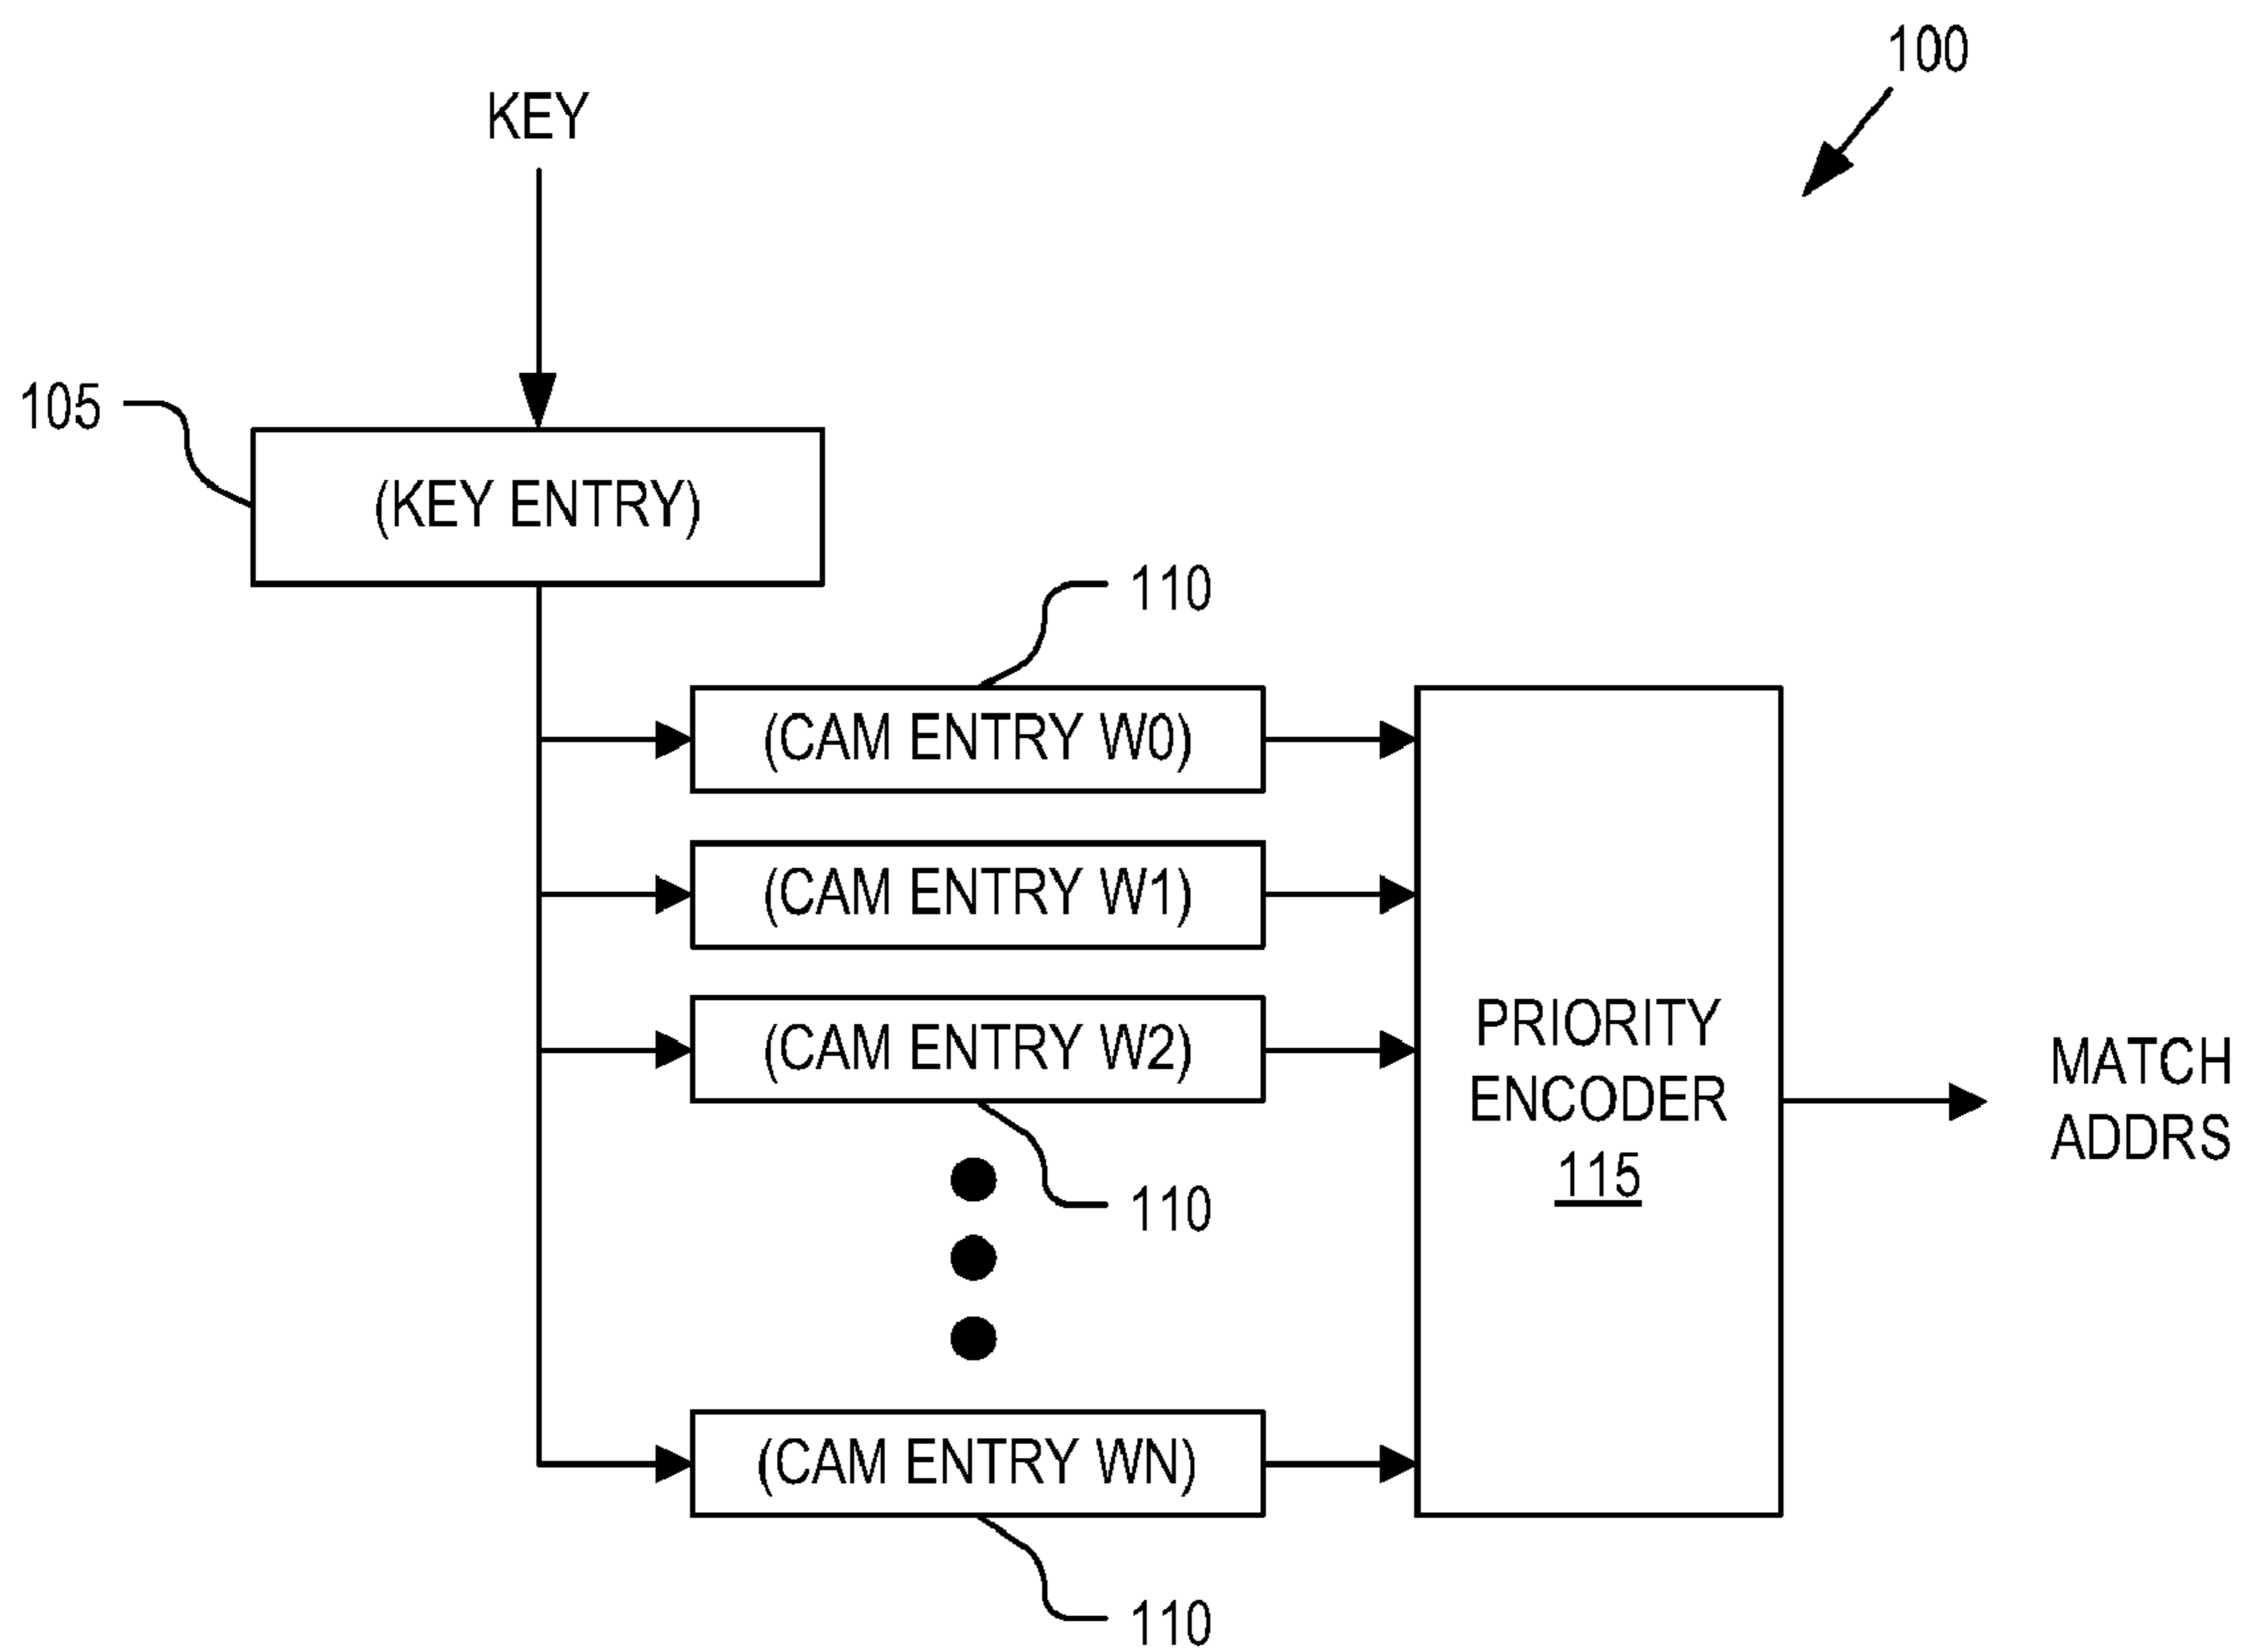 100
KEY
105
(KEY ENTRY)
110
(CAM ENTRY W0)
(CAM ENTRY W1)
(CAM ENTRY W2)
110
(CAM ENTRY WN)
110
PRIORITY
ENCODER
115
MATCH
ADDRS